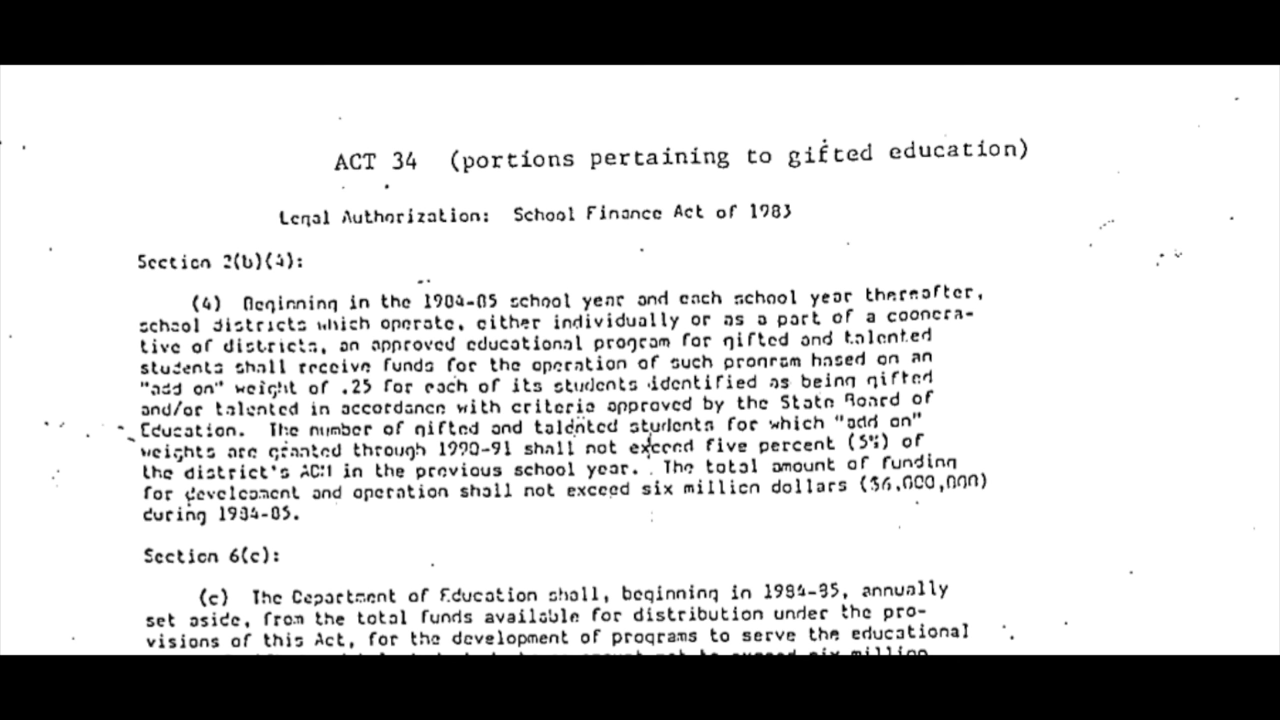 ACT 34 (portions pertaining to gifted education)
Legal Authorization: School Finance Act of 1983
Section 2(b)(4):
(4) Beginning in the 1984-85 school year and each school year thereafter,
school districts which operate, either individually or as a part of a coopera-
tive of districts, an approved educational program for gifted and talented
students shall receive funds for the operation of such program based on an
"add on" weight of .25 for each of its students identified as being gifted
and/or talented in accordance with criteria approved by the State Board of
Education. The number of gifted and talented students for which "add on"
weights are granted through 1990-91 shall not exceed five percent (5%) of
the district's ADM in the previous school year. The total amount of funding
for development and operation shall not exceed six million dollars ($6,000,000)
during 1984-85.
Section 6(c):
(c) The Department of Education shall, beginning in 1984-85, annually
set aside, from the total funds available for distribution under the pro-
visions of this Act, for the development of programs to serve the educational
not to exceed six million